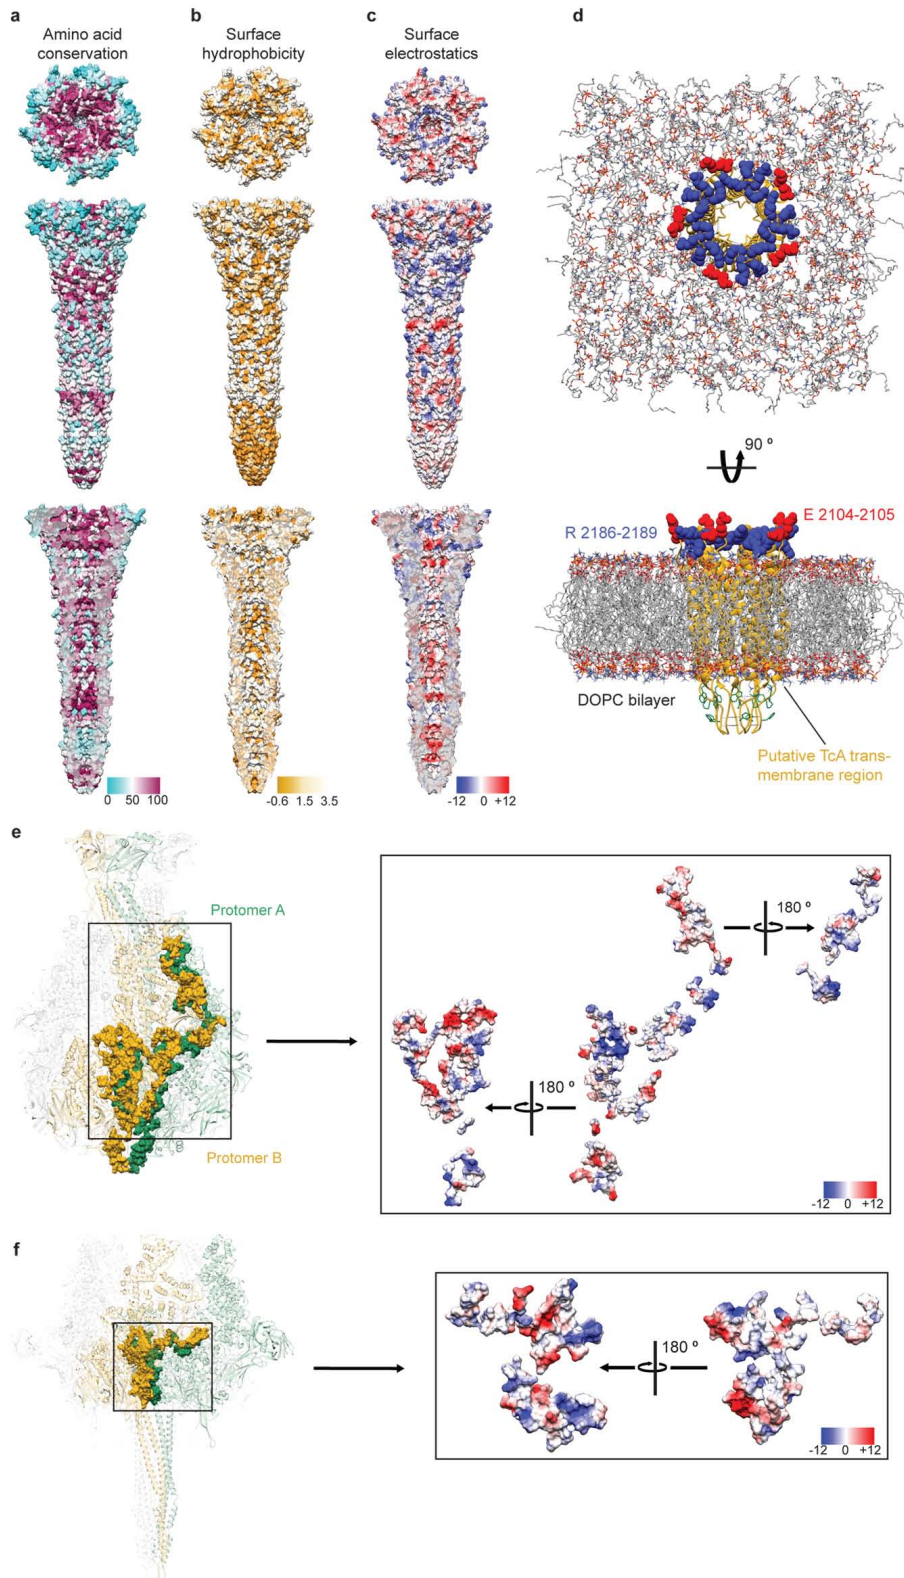 a
Amino acid
conservation
b
Surface
hydrophobicity
c
Surface
electrostatics
d
90 º
E 2104-2105
R 2186-2189
DOPC bilayer
Putative TcA trans-
membrane region
0 50 100
-0.6 1.5 3.5
-12 0 +12
e
Protomer A
Protomer B
180 º
180 º
-12 0 +12
f
180 º
-12 0 +12